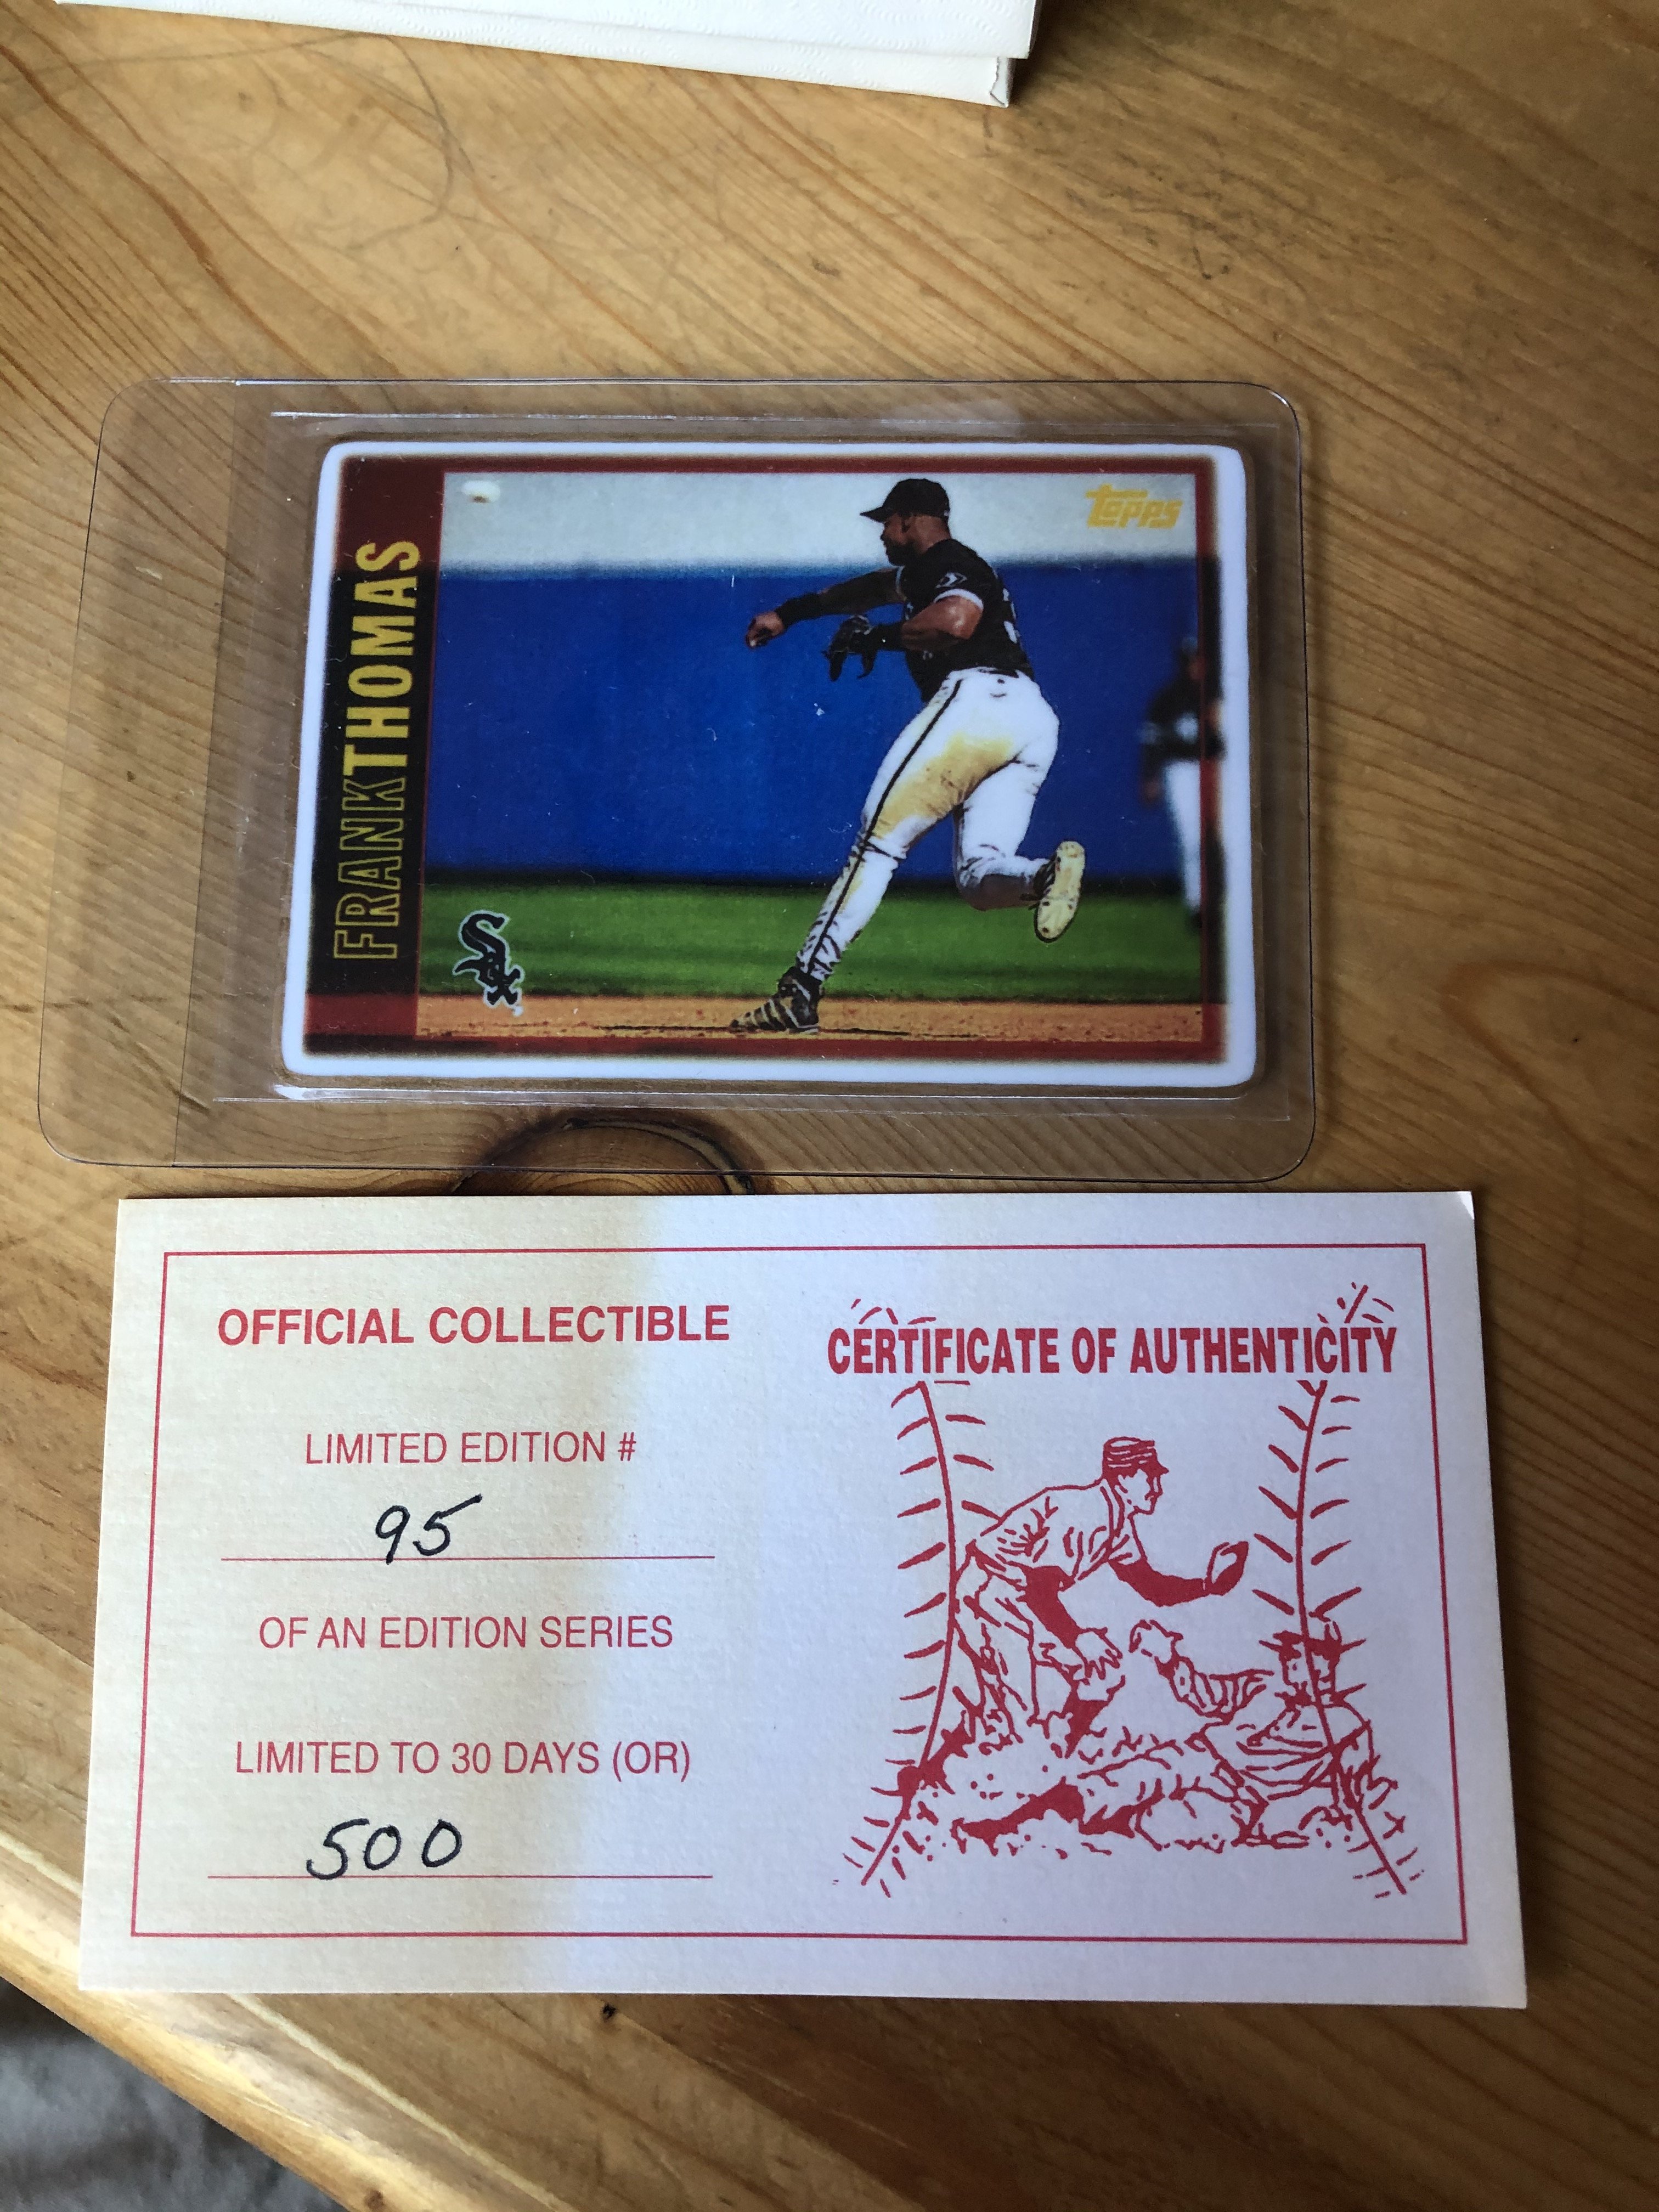 topps
FRANKTHOMAS
Sox
OFFICIAL COLLECTIBLE
LIMITED EDITION #
95
OF AN EDITION SERIES
LIMITED TO 30 DAYS (OR)
500
CERTIFICATE OF AUTHENTICITY